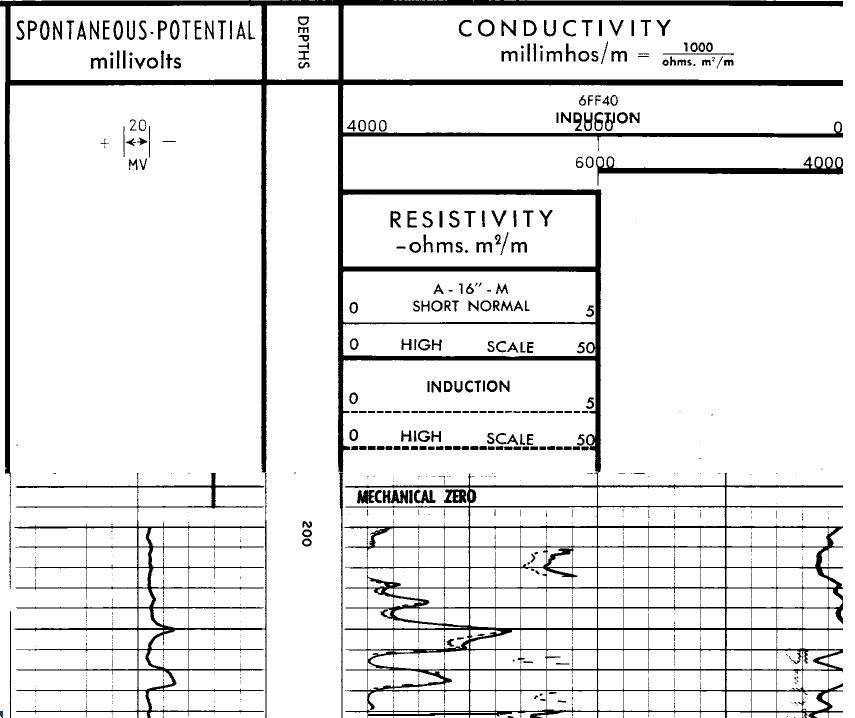 SPONTANEOUS-POTENTIAL
millivolts
DEPTHS
CONDUCTIVITY
millimhos/m = 1000
ohms. m²/m
+ 20 −
MV
6FF40
INDUCTION
4000 2000 0
6000 4000
RESISTIVITY
-ohms. m²/m
A - 16″ - M
0 SHORT NORMAL 5
0 HIGH SCALE 50
INDUCTION
0 5
0 HIGH SCALE 50
MECHANICAL ZERO
200